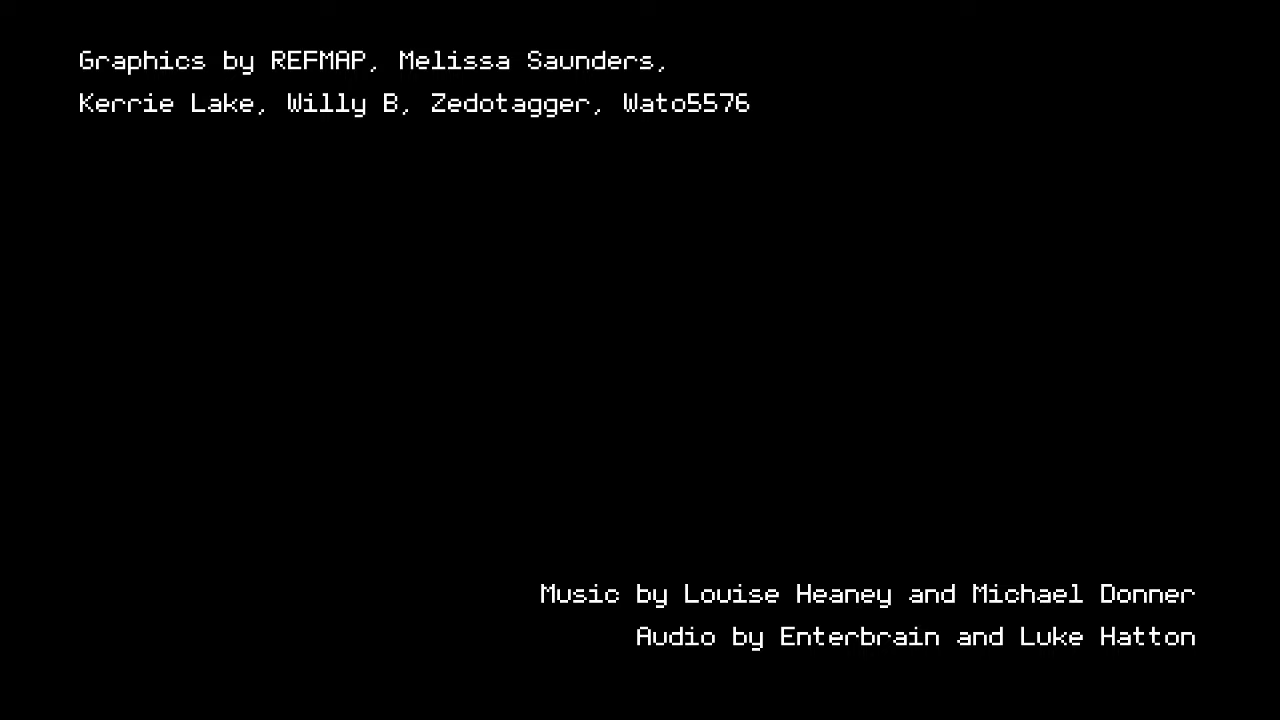 Graphics by REFMAP, Melissa Saunders,
Kerrie Lake, Willy B, Zedotagger, Wato5576
Music by Louise Heaney and Michael Donner
Audio by Enterbrain and Luke Hatton